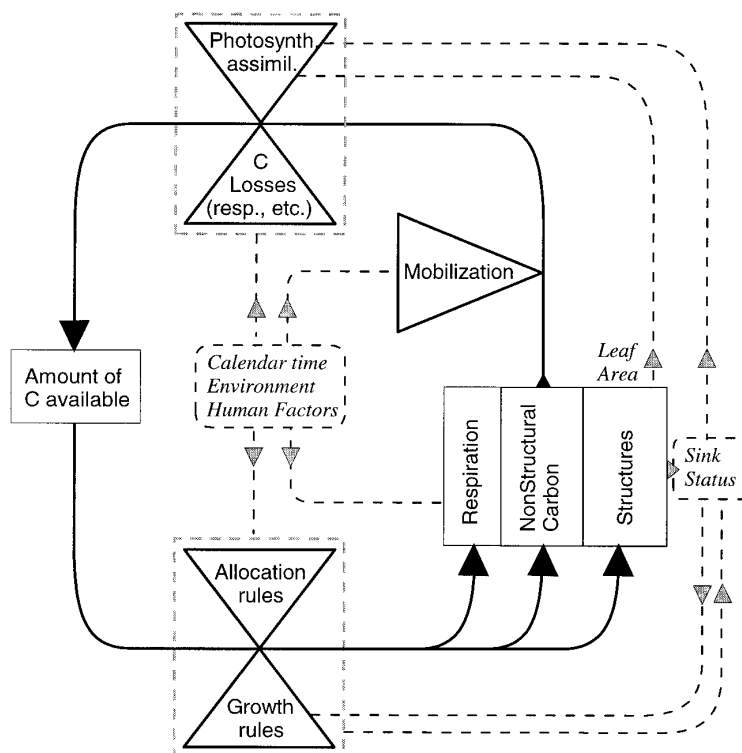 Photosynth.
assimil.
C
Losses
(resp., etc.)
Mobilization
Leaf
Area
Amount of
C available
Calendar time
Environment
Human Factors
Respiration
NonStructural
Carbon
Structures
Sink
Status
Allocation
rules
Growth
rules